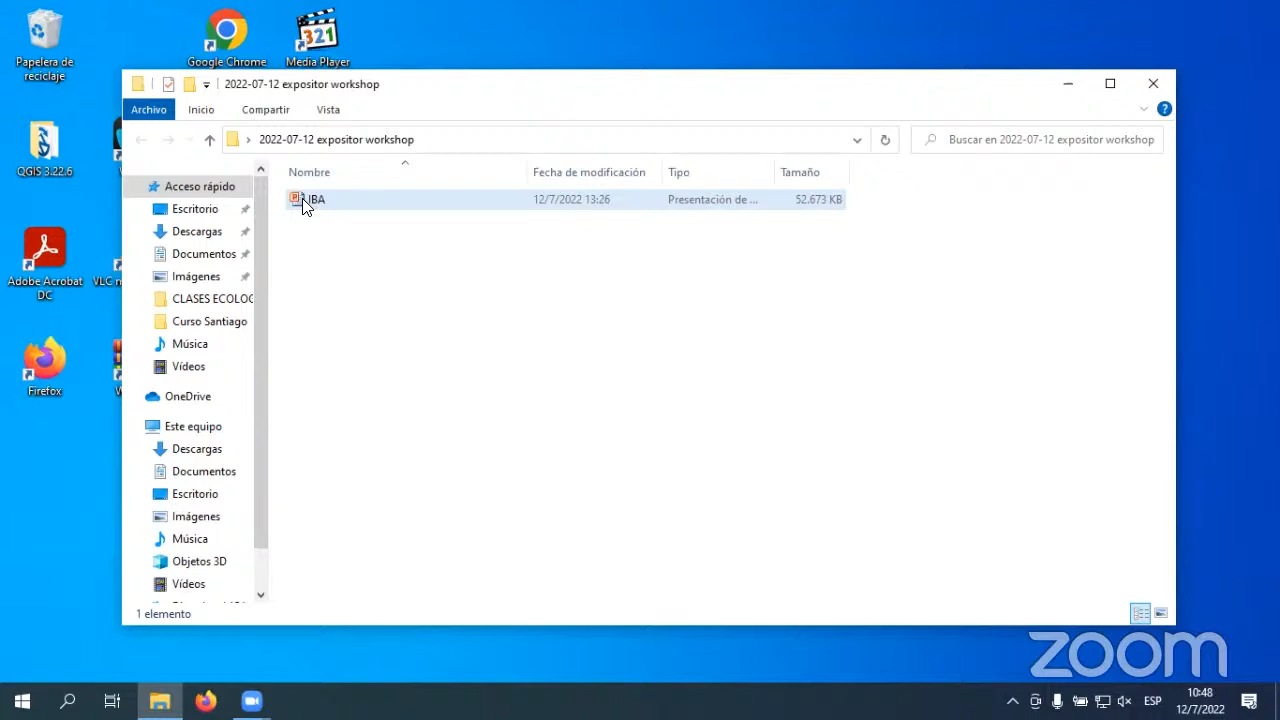 Papelera de
reciclaje
Google Chrome
Media Player
2022-07-12 expositor workshop
Archivo
Inicio
Compartir
Vista
2022-07-12 expositor workshop
Buscar en 2022-07-12 expositor workshop
QGIS 3.22.6
Nombre
Fecha de modificación
Tipo
Tamaño
IBA
12/7/2022 13:26
Presentación de ...
52.673 KB
Acceso rápido
Escritorio
Descargas
Documentos
Imágenes
CLASES ECOLOG
Curso Santiago
Música
Vídeos
OneDrive
Este equipo
Descargas
Documentos
Escritorio
Imágenes
Música
Objetos 3D
Vídeos
Adobe Acrobat
DC
VLC
Firefox
1 elemento
zoom
ESP
10:48
12/7/2022